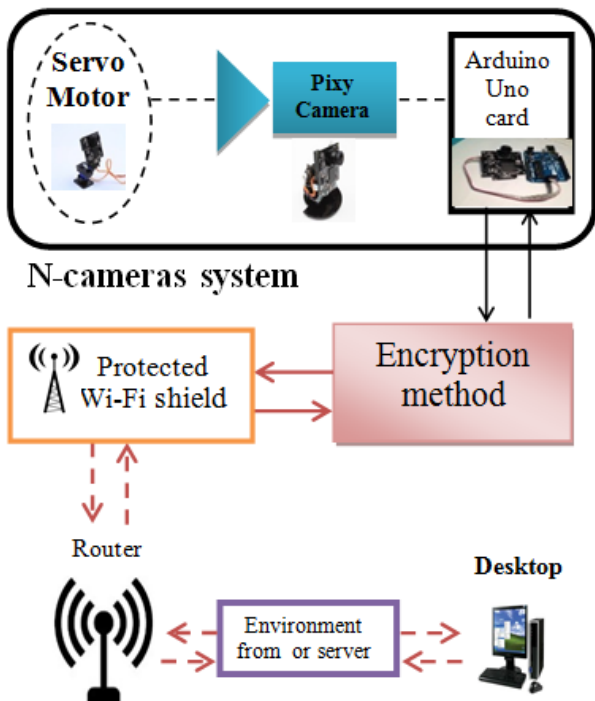 Servo
Motor
Pixy
Camera
Arduino
Uno
card
N-cameras system
Protected
Wi-Fi shield
Encryption
method
Router
Desktop
Environment
from or server